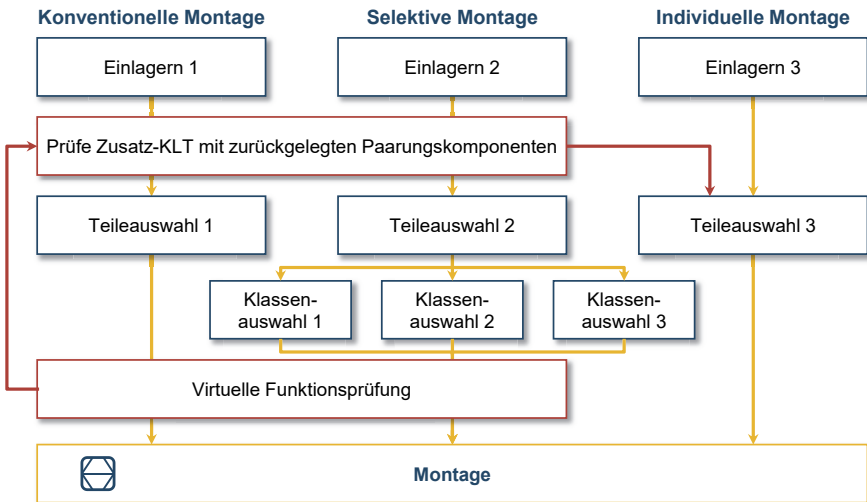 Konventionelle Montage
Selektive Montage
Individuelle Montage
Einlagern 1
Einlagern 2
Einlagern 3
Prüfe Zusatz-KLT mit zurückgelegten Paarungskomponenten
Teileauswahl 1
Teileauswahl 2
Teileauswahl 3
Klassen-
auswahl 1
Klassen-
auswahl 2
Klassen-
auswahl 3
Virtuelle Funktionsprüfung
Montage